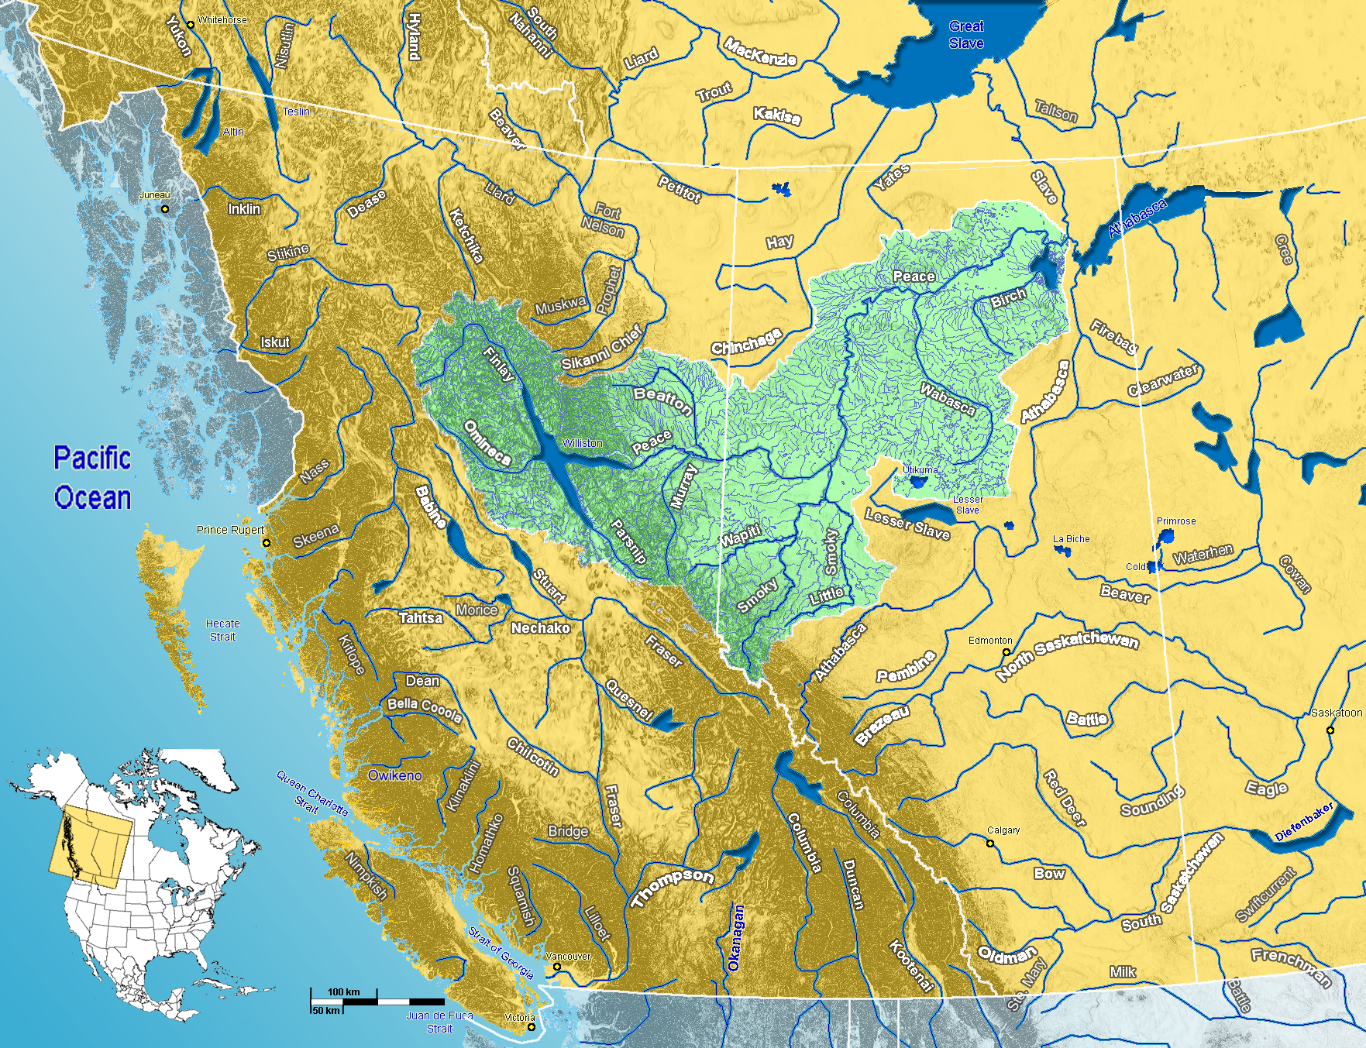 Whitehorse
Yukon
Nisutlin
Hyland
South
Nahanni
Liard
MacKenzie
Great
Slave
Trout
Kakisa
Taltson
Teslin
Altin
Beaver
Juneau
Inklin
Dease
Liard
Ketchika
Fort
Nelson
Petitot
Yates
Slave
Athabasca
Hay
Cree
Stikine
Muskwa
Prophet
Peace
Birch
Iskut
Sikanni Chief
Chinchaga
Firebag
Clearwater
Finlay
Beatton
Wabasca
Athabasca
Omineca
Williston
Peace
Murray
Pacific
Ocean
Nass
Babine
Utikuma
Lesser
Slave
Lesser Slave
Prince Rupert
Skeena
Parsnip
Wapiti
Smoky
La Biche
Primrose
Cold
Waterhen
Beaver
Cowan
Stuart
Smoky
Little
Hecate
Strait
Tahtsa
Morice
Nechako
Kitlope
Fraser
Athabasca
Pembina
Edmonton
North Saskatchewan
Dean
Bella Cooola
Quesnel
Brazeau
Battle
Saskatoon
Chilcotin
Owikeno
Klinaklini
Queen Charlotte
Strait
Fraser
Columbia
Red Deer
Sounding
Eagle
Diefenbaker
Homathko
Bridge
Columbia
Calgary
Nimpkish
Squamish
Lillooet
Thompson
Duncan
Bow
South
Saskatchewan
Swiftcurrent
Okanagan
Strait of Georgia
Vancouver
Kootenai
Oldman
St. Mary
Milk
Frenchman
Battle
100 km
50 km
Juan de Fuca
Strait
Victoria